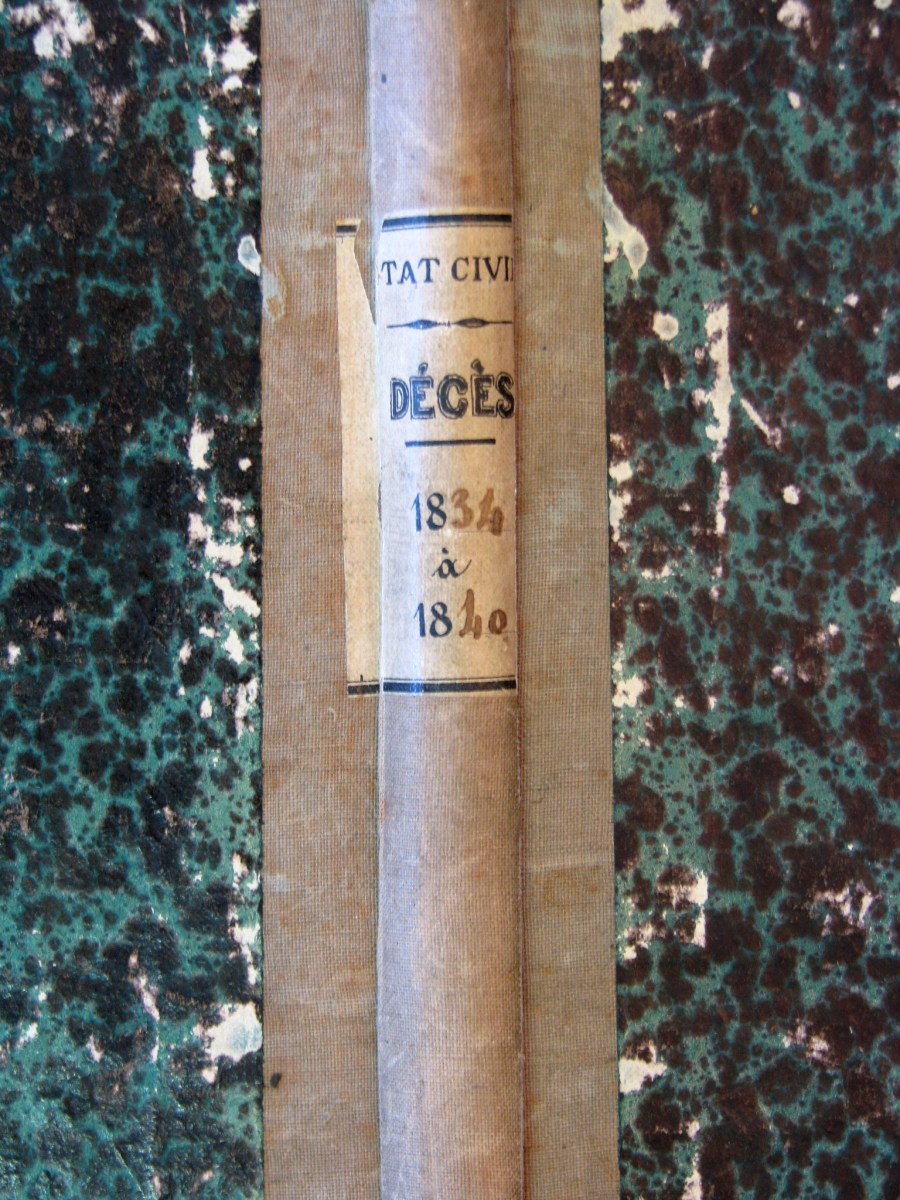 TAT CIVI
DÉCÈS
1834
à
1840